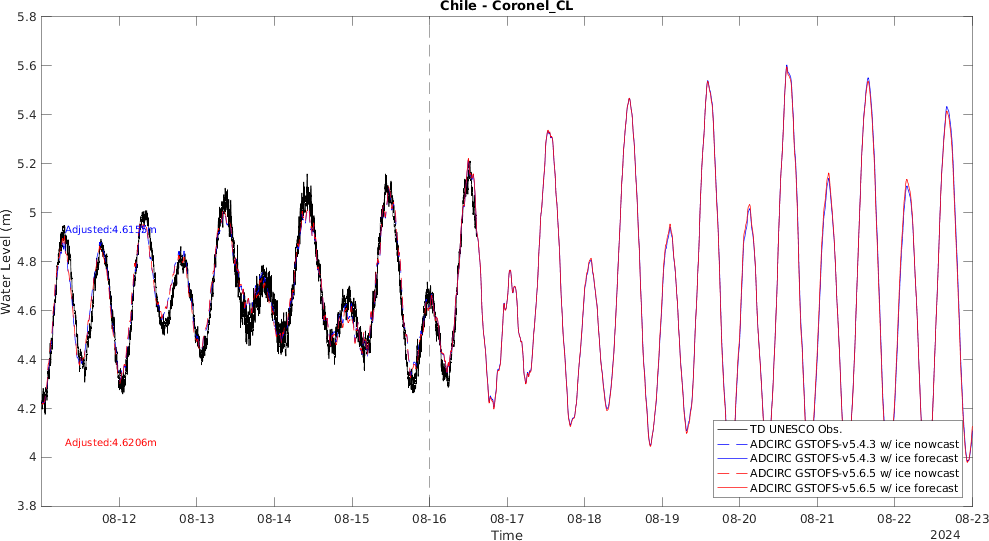 Chile - Coronel_CL
5.8
5.6
5.4
5.2
5
4.8
4.6
4.4
4.2
4
3.8
Water Level (m)
Adjusted:4.6155m
Adjusted:4.6206m
TD UNESCO Obs.
ADCIRC GSTOFS-v5.4.3 w/ ice nowcast
ADCIRC GSTOFS-v5.4.3 w/ ice forecast
ADCIRC GSTOFS-v5.6.5 w/ ice nowcast
ADCIRC GSTOFS-v5.6.5 w/ ice forecast
08-12 08-13 08-14 08-15 08-16 08-17 08-18 08-19 08-20 08-21 08-22 08-23
Time
2024